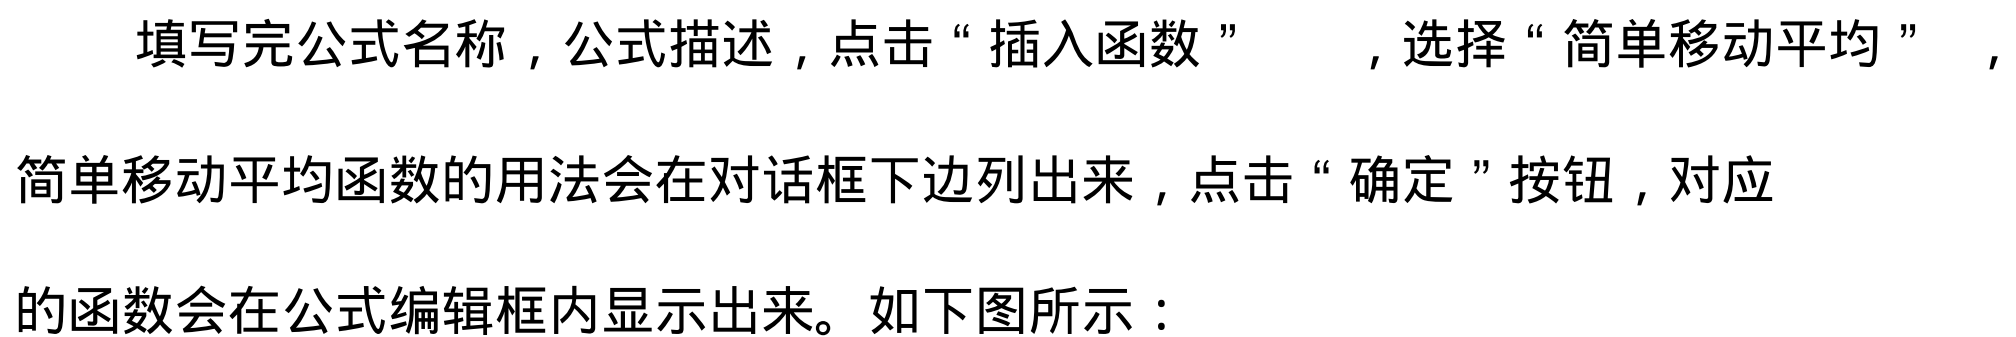 填写完公式名称，公式描述，点击“插入函数”，选择“简单移动平均”，
简单移动平均函数的用法会在对话框下边列出来，点击“确定”按钮，对应
的函数会在公式编辑框内显示出来。如下图所示：